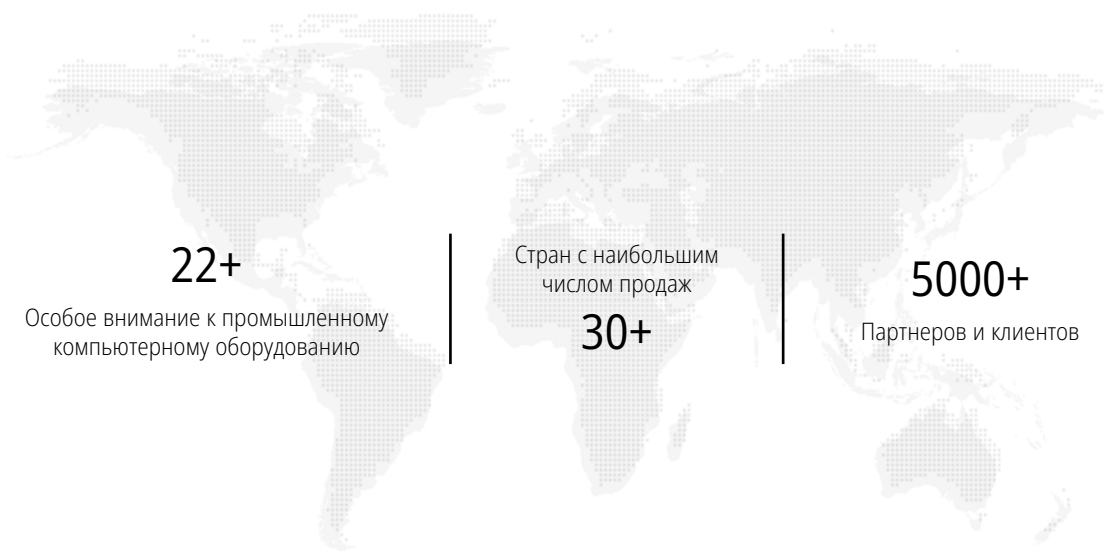 22+
Особое внимание к промышленному
компьютерному оборудованию
Стран с наибольшим
числом продаж
30+
5000+
Партнеров и клиентов